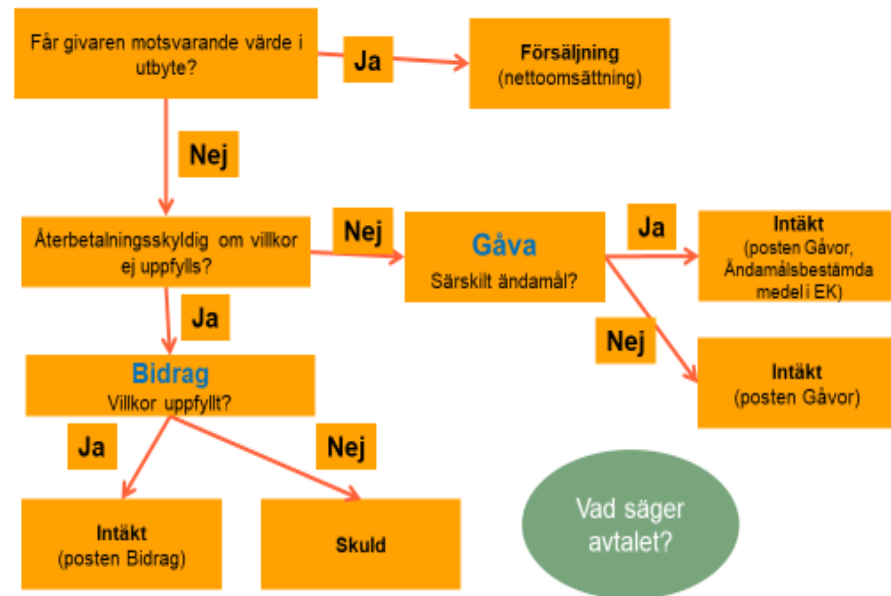 Får givaren motsvarande värde i
utbyte?
Ja
Försäljning
(nettoomsättning)
Nej
Återbetalningsskyldig om villkor
ej uppfylls?
Nej
Gåva
Särskilt ändamål?
Ja
Intäkt
(posten Gåvor,
Ändamålsbestämda
medel i EK)
Ja
Nej
Intäkt
(posten Gåvor)
Bidrag
Villkor uppfyllt?
Ja
Nej
Intäkt
(posten Bidrag)
Skuld
Vad säger
avtalet?